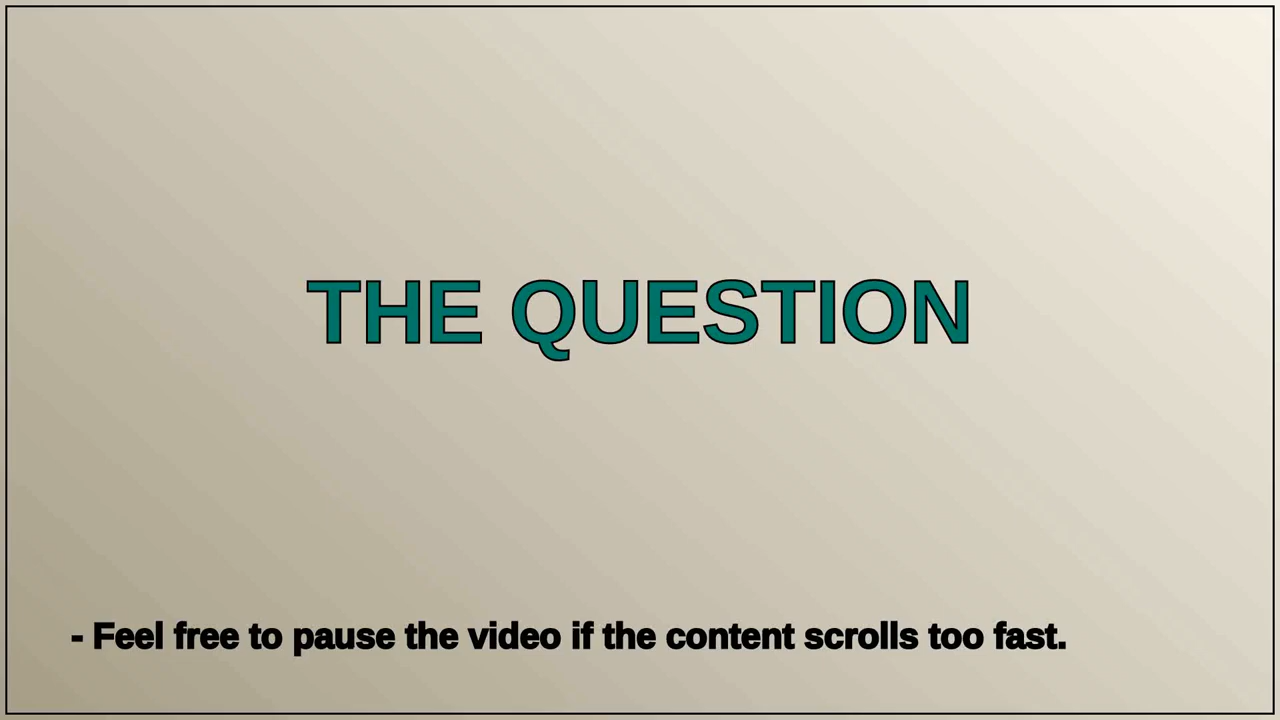 THE QUESTION
- Feel free to pause the video if the content scrolls too fast.